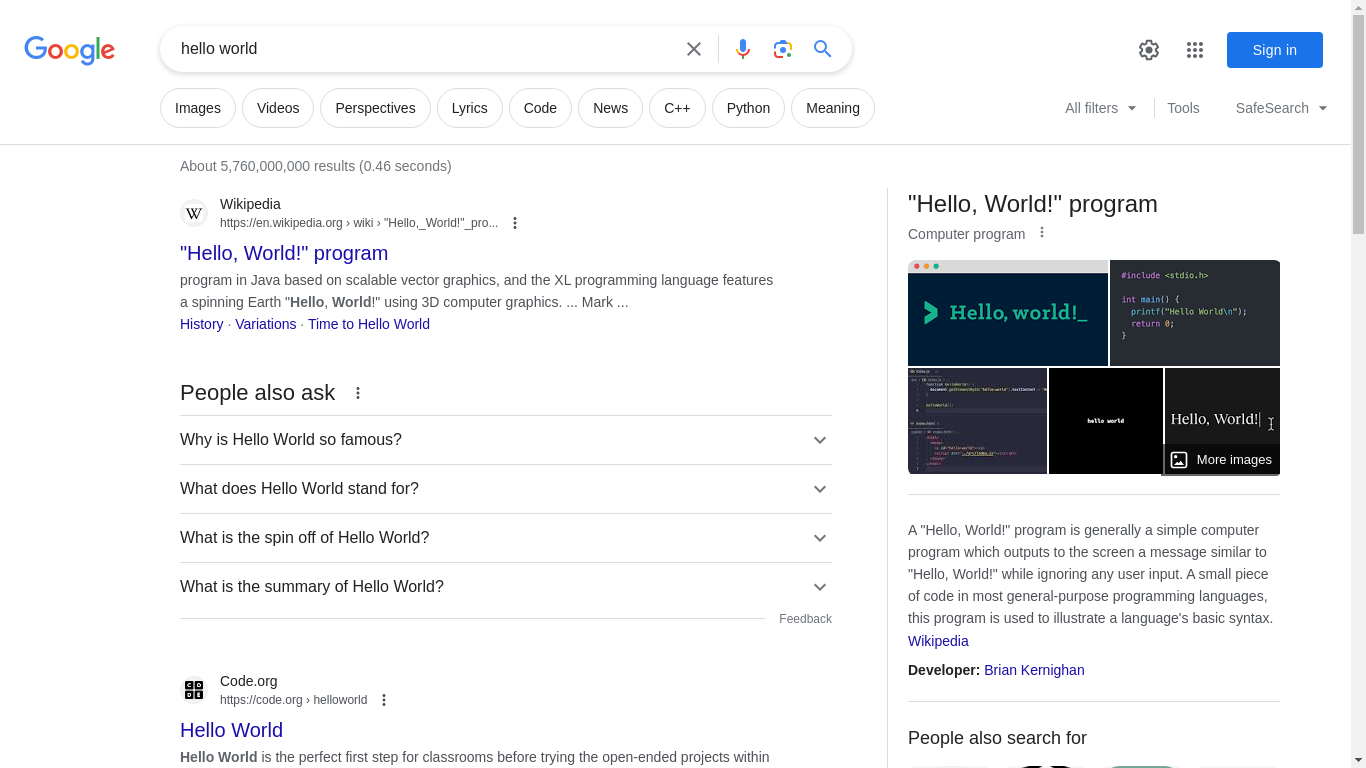 Google
hello world
Sign in
Images
Videos
Perspectives
Lyrics
Code
News
C++
Python
Meaning
All filters
Tools
SafeSearch
About 5,760,000,000 results (0.46 seconds)
W
Wikipedia
https://en.wikipedia.org › wiki › "Hello,_World!"_pro...
"Hello, World!" program
program in Java based on scalable vector graphics, and the XL programming language features
a spinning Earth "Hello, World!" using 3D computer graphics. ... Mark ...
History · Variations · Time to Hello World
People also ask
Why is Hello World so famous?
What does Hello World stand for?
What is the spin off of Hello World?
What is the summary of Hello World?
Feedback
CODE
Code.org
https://code.org › helloworld
Hello World
Hello World is the perfect first step for classrooms before trying the open-ended projects within
"Hello, World!" program
Computer program
Hello, world!_
#include <stdio.h>
int main() {
printf("Hello World\n");
return 0;
}
hello world
Hello, World!
More images
A "Hello, World!" program is generally a simple computer
program which outputs to the screen a message similar to
"Hello, World!" while ignoring any user input. A small piece
of code in most general-purpose programming languages,
this program is used to illustrate a language's basic syntax.
Wikipedia
Developer: Brian Kernighan
People also search for